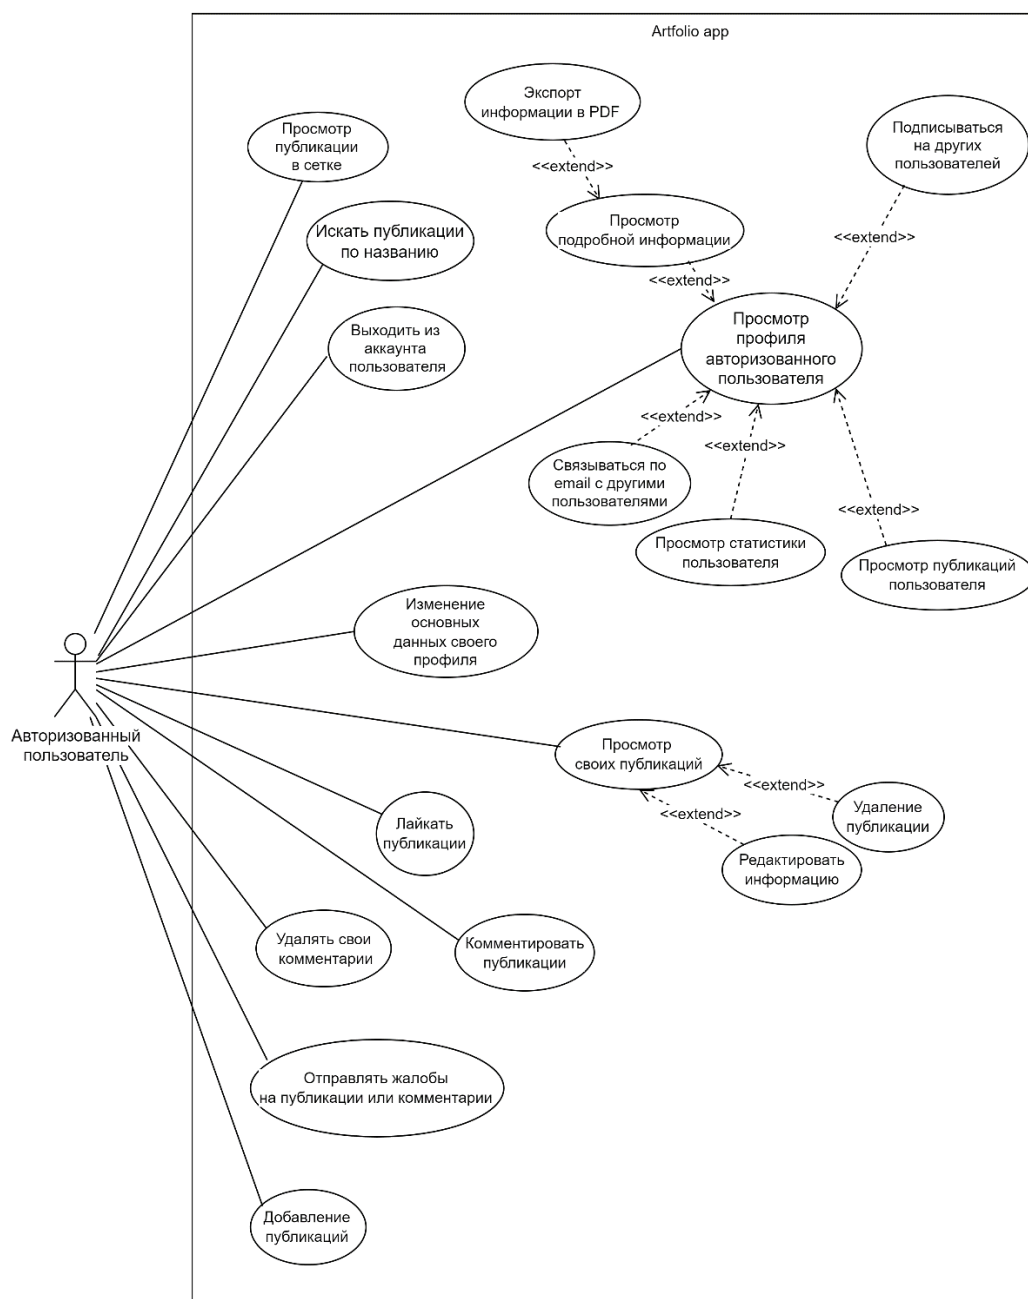 Artfolio app
Экспорт
информации в PDF
Просмотр
публикации
в сетке
Подписываться
на других
пользователей
<<extend>>
Искать публикации
по названию
Просмотр
подробной информации
<<extend>>
<<extend>>
Выходить из
аккаунта
пользователя
Просмотр
профиля
авторизованного
пользователя
<<extend>>
<<extend>>
Связываться по
email с другими
пользователями
<<extend>>
Просмотр статистики
пользователя
Просмотр публикаций
пользователя
Изменение
основных
данных своего
профиля
Авторизованный
пользователь
Просмотр
своих публикаций
<<extend>>
<<extend>>
Удаление
публикации
Лайкать
публикации
Редактировать
информацию
Удалять свои
комментарии
Комментировать
публикации
Отправлять жалобы
на публикации или комментарии
Добавление
публикаций